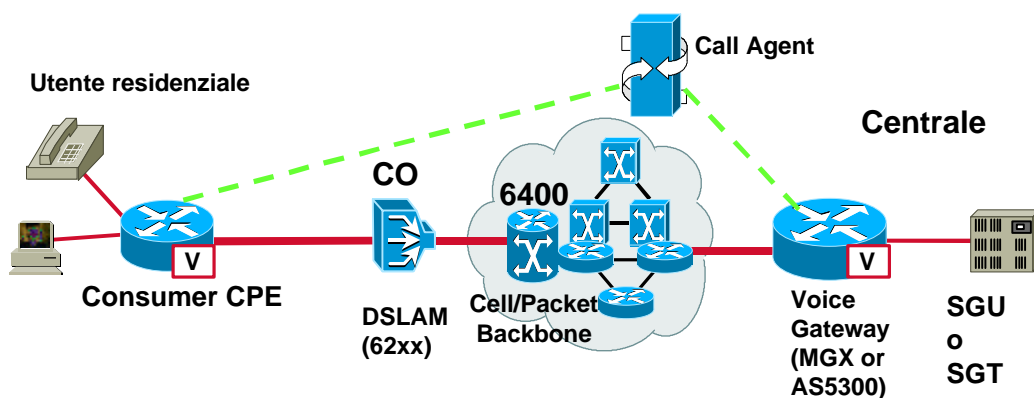 Utente residenziale
Call Agent
Centrale
CO
6400
V
V
Consumer CPE
DSLAM
(62xx)
Cell/Packet
Backbone
Voice
Gateway
(MGX or
AS5300)
SGU
o
SGT